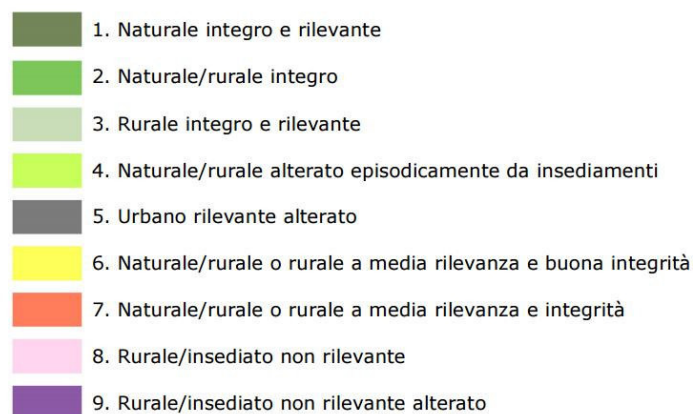 1. Naturale integro e rilevante
2. Naturale/rurale integro
3. Rurale integro e rilevante
4. Naturale/rurale alterato episodicamente da insediamenti
5. Urbano rilevante alterato
6. Naturale/rurale o rurale a media rilevanza e buona integrità
7. Naturale/rurale o rurale a media rilevanza e integrità
8. Rurale/insediato non rilevante
9. Rurale/insediato non rilevante alterato